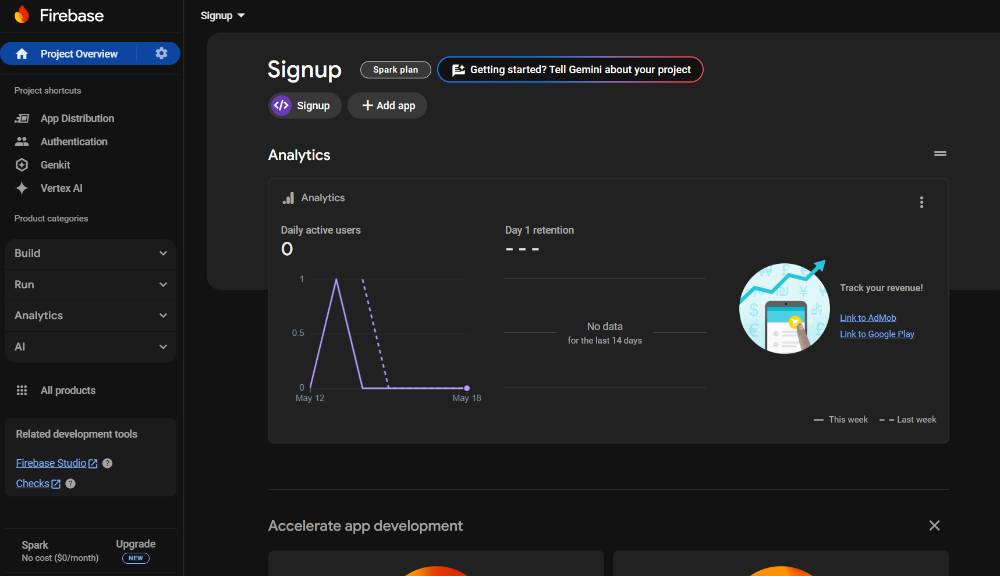 Firebase
Project Overview
Project shortcuts
App Distribution
Authentication
Genkit
Vertex AI
Product categories
Build
Run
Analytics
AI
All products
Related development tools
Firebase Studio
Checks
Spark
No cost ($0/month)
Upgrade
NEW
Signup
Signup
Spark plan
Getting started? Tell Gemini about your project
Signup
Add app
Analytics
Analytics
Daily active users
0
1
0.5
0
May 12
May 18
Day 1 retention
- - -
No data
for the last 14 days
Track your revenue!
Link to AdMob
Link to Google Play
This week
Last week
Accelerate app development